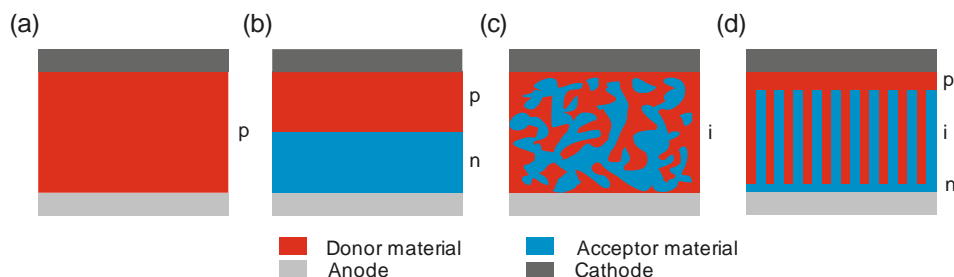 (a) (b) (c) (d)
p
p
n
i
p
i
n
Donor material Acceptor material
Anode Cathode